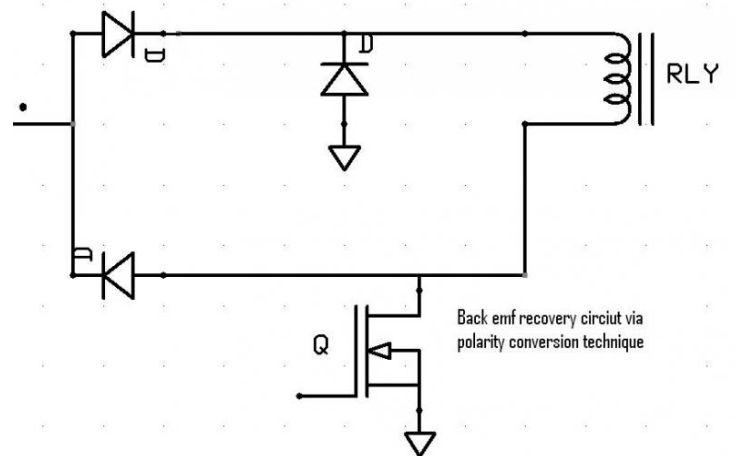 D
D
RLY
D
Q
Back emf recovery circiut via
polarity conversion technique